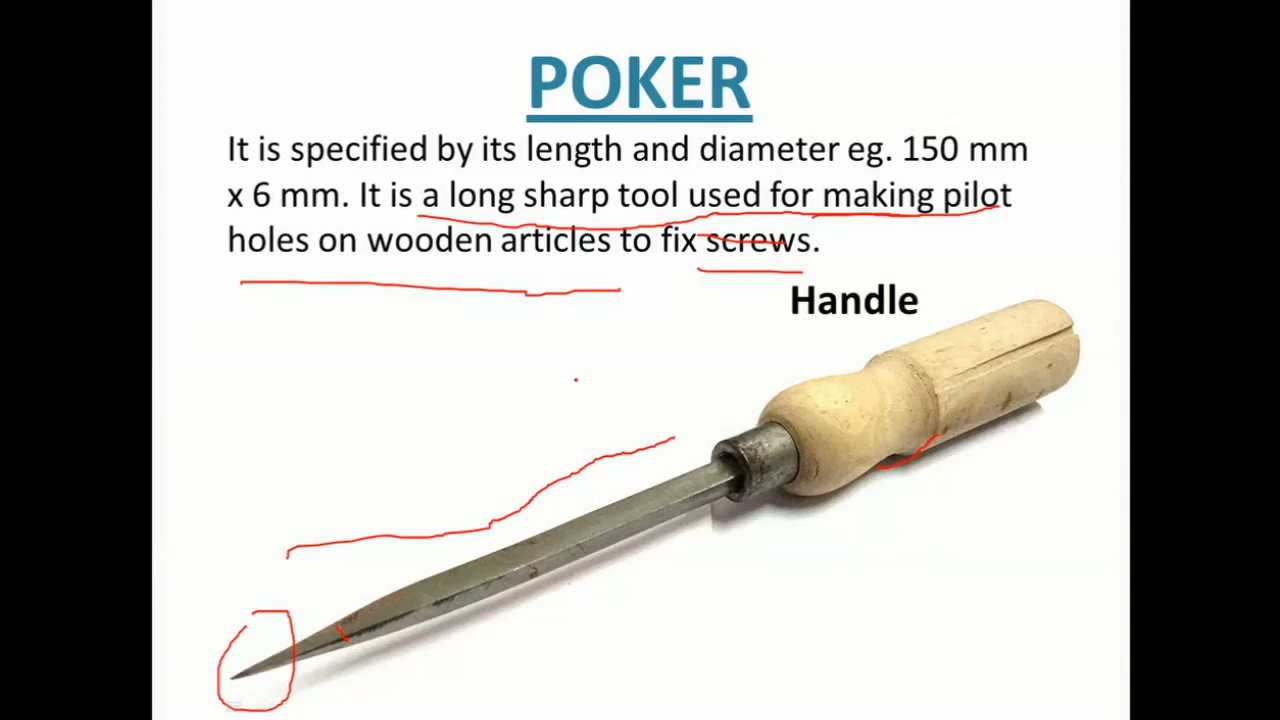 POKER
It is specified by its length and diameter eg. 150 mm
x 6 mm. It is a long sharp tool used for making pilot
holes on wooden articles to fix screws.
Handle